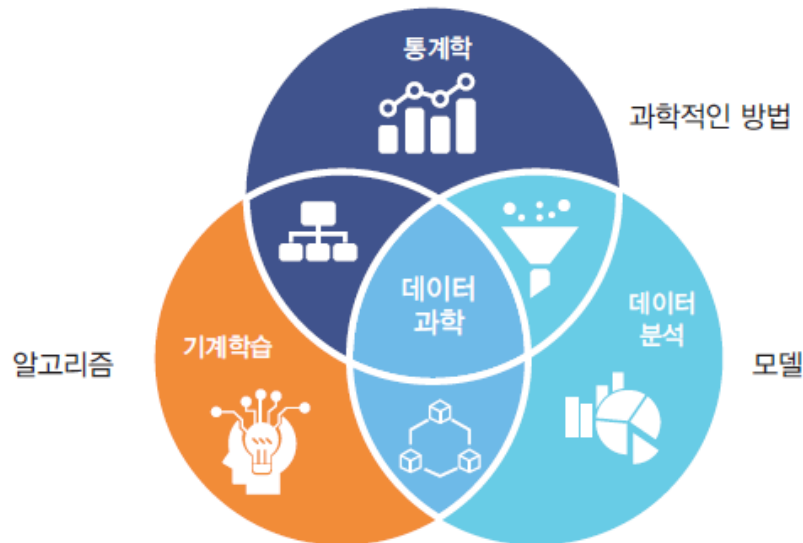 통계학
과학적인 방법
데이터
과학
데이터
분석
기계학습
알고리즘
모델